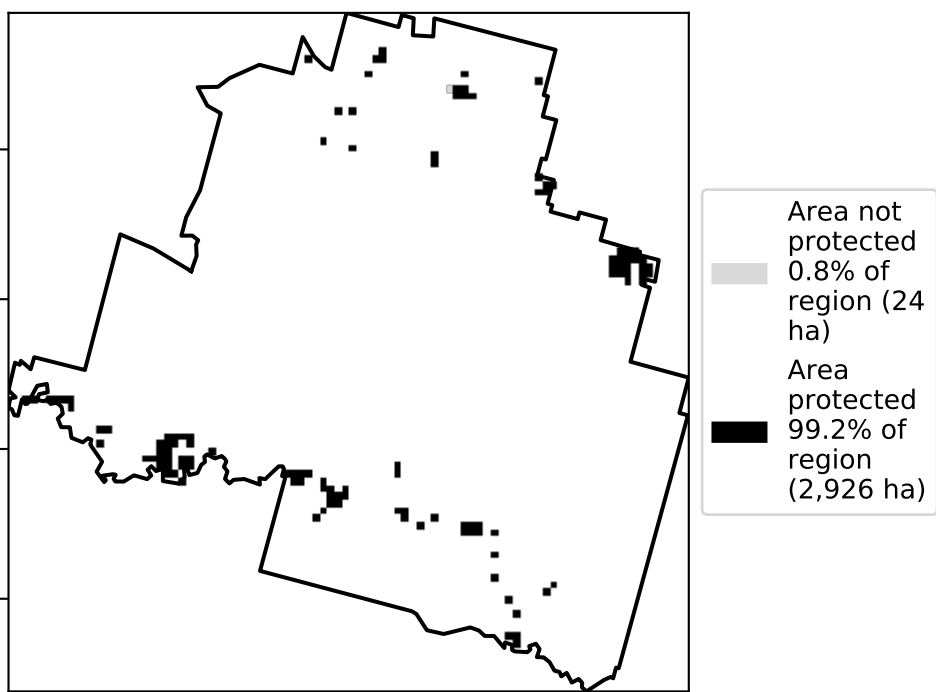 Area not
protected
0.8% of
region (24
ha)
Area
protected
99.2% of
region
(2,926 ha)